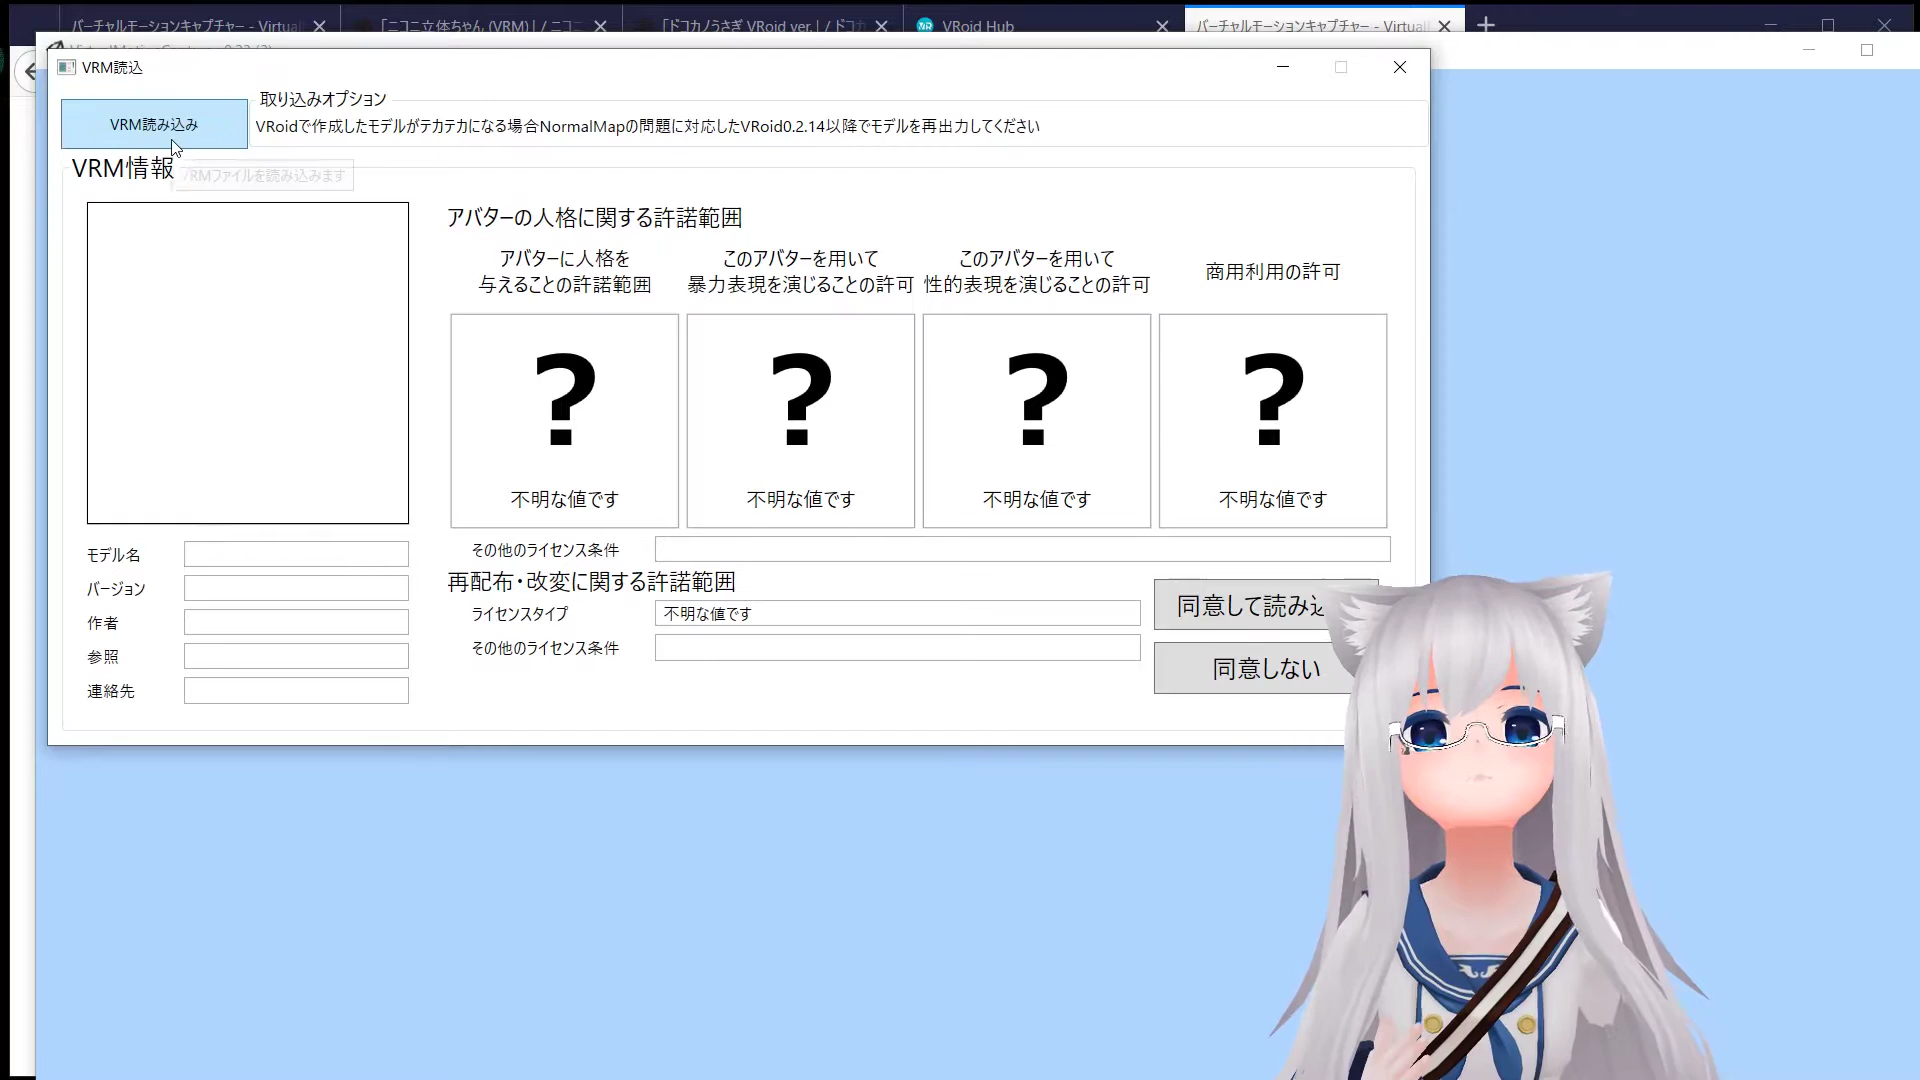 バーチャルモーションキャプチャー - Virtual
「ニコニ立体ちゃん (VRM)」 / ニコニ
「ドコカノうさぎ VRoid ver.」 / ドコカ
VRoid Hub
バーチャルモーションキャプチャー - Virtual
VRM読込
VRM読み込み
取り込みオプション
VRoidで作成したモデルがテカテカになる場合NormalMapの問題に対応したVRoid0.2.14以降でモデルを再出力してください
VRM情報
VRMファイルを読み込みます
アバターの人格に関する許諾範囲
アバターに人格を
与えることの許諾範囲
このアバターを用いて
暴力表現を演じることの許可
このアバターを用いて
性的表現を演じることの許可
商用利用の許可
?
?
?
?
不明な値です
不明な値です
不明な値です
不明な値です
モデル名
バージョン
作者
参照
連絡先
その他のライセンス条件
再配布・改変に関する許諾範囲
ライセンスタイプ
不明な値です
その他のライセンス条件
同意して読み込
同意しない